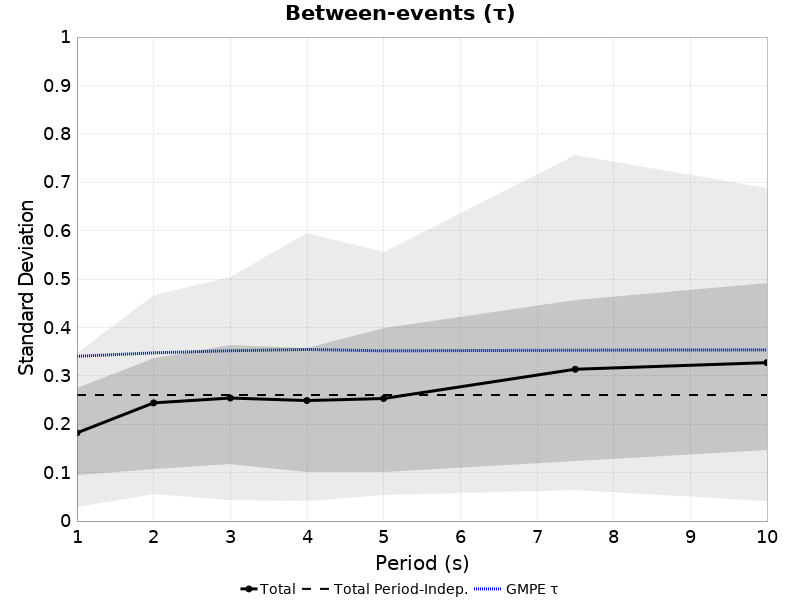 Between-events (τ)
Standard Deviation
1
0.9
0.8
0.7
0.6
0.5
0.4
0.3
0.2
0.1
0
1 2 3 4 5 6 7 8 9 10
Period (s)
Total Total Period-Indep. GMPE τ